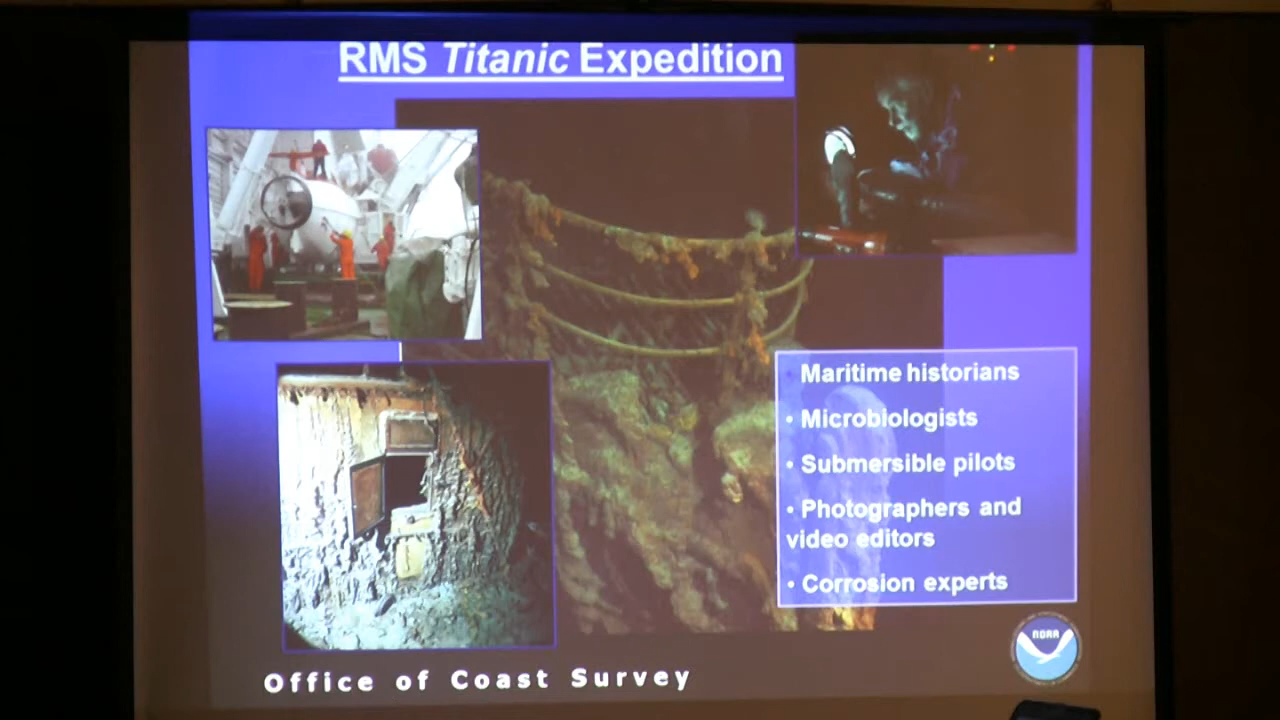 RMS Titanic Expedition
• Maritime historians
• Microbiologists
• Submersible pilots
• Photographers and
video editors
• Corrosion experts
NOAA
Office of Coast Survey